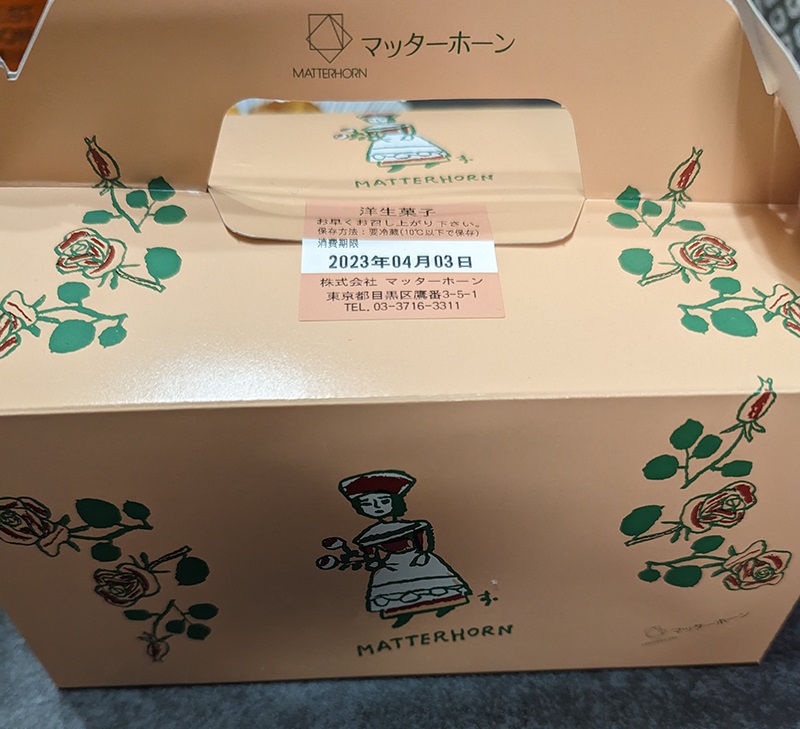 マッターホーン
MATTERHORN
MATTERHORN
洋生菓子
お早くお召し上がり下さい。
保存方法：要冷蔵(10℃以下で保存)
消費期限
2023年04月03日
株式会社 マッターホーン
東京都目黒区鷹番3-5-1
TEL. 03-3716-3311
す.
MATTERHORN
マッターホーン